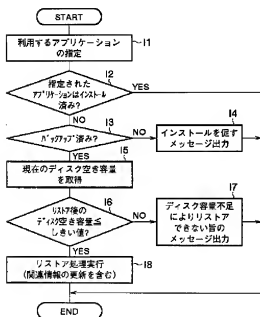 START
利用するアプリケーション
の指定
I1
指定された
アプリケーションはインストール
済み?
I2
YES
NO
バックアップ済み?
I3
NO
インストールを促す
メッセージ出力
I4
YES
現在のディスク空き容量
を取得
I5
リストア後の
ディスク空き容量≦
しきい値?
I6
NO
ディスク容量不足
によりリストア
できない旨の
メッセージ出力
I7
YES
リストア処理実行
(関連情報の更新を含む)
I8
END